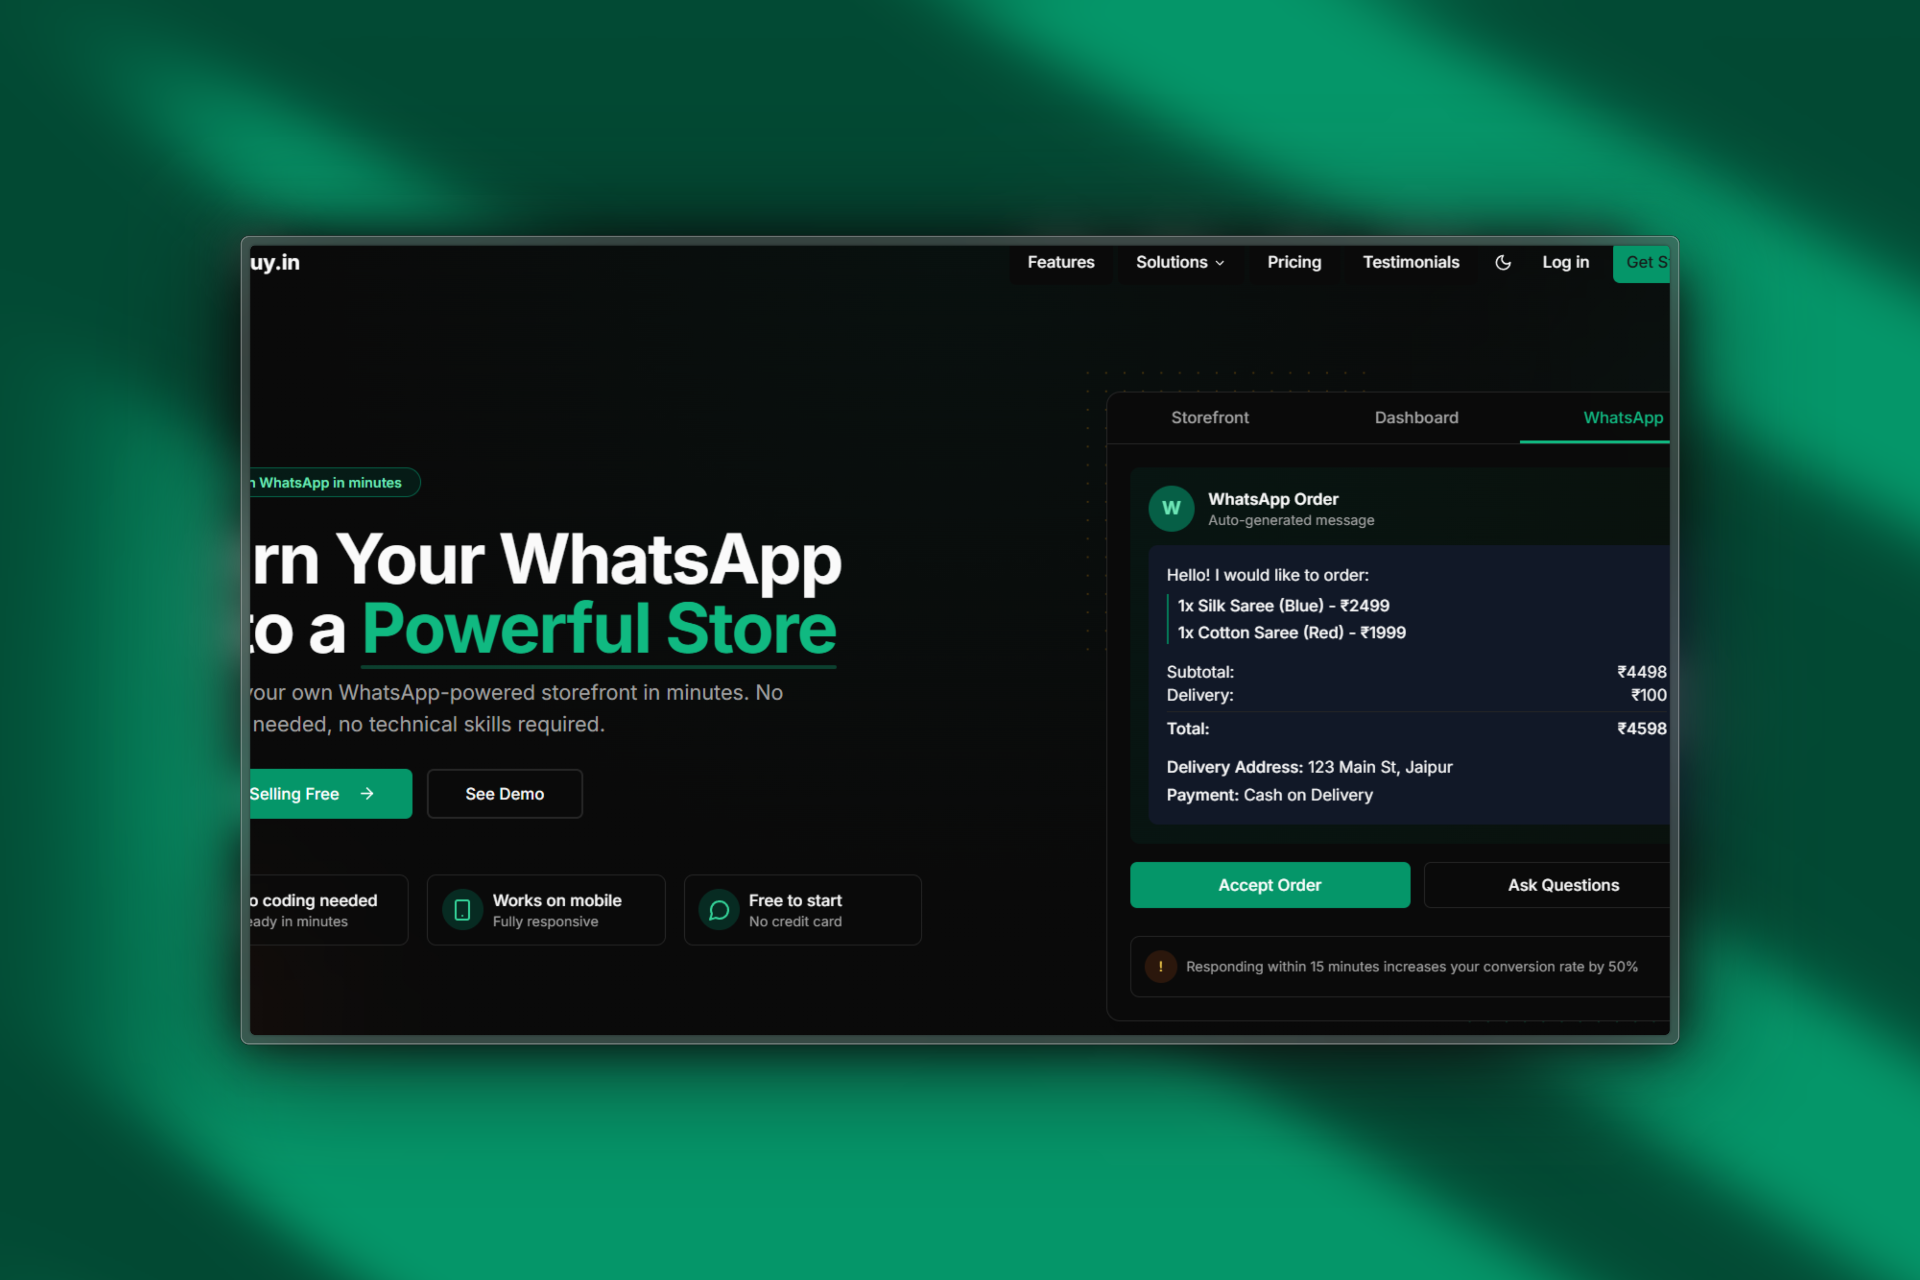 uy.in
Features
Solutions
Pricing
Testimonials
Log in
Get S
WhatsApp in minutes
rn Your WhatsApp
to a Powerful Store
your own WhatsApp-powered storefront in minutes. No
needed, no technical skills required.
Selling Free
See Demo
o coding needed
eady in minutes
Works on mobile
Fully responsive
Free to start
No credit card
Storefront
Dashboard
WhatsApp
W
WhatsApp Order
Auto-generated message
Hello! I would like to order:
1x Silk Saree (Blue) - ₹2499
1x Cotton Saree (Red) - ₹1999
Subtotal: ₹4498
Delivery: ₹100
Total: ₹4598
Delivery Address: 123 Main St, Jaipur
Payment: Cash on Delivery
Accept Order
Ask Questions
! Responding within 15 minutes increases your conversion rate by 50%